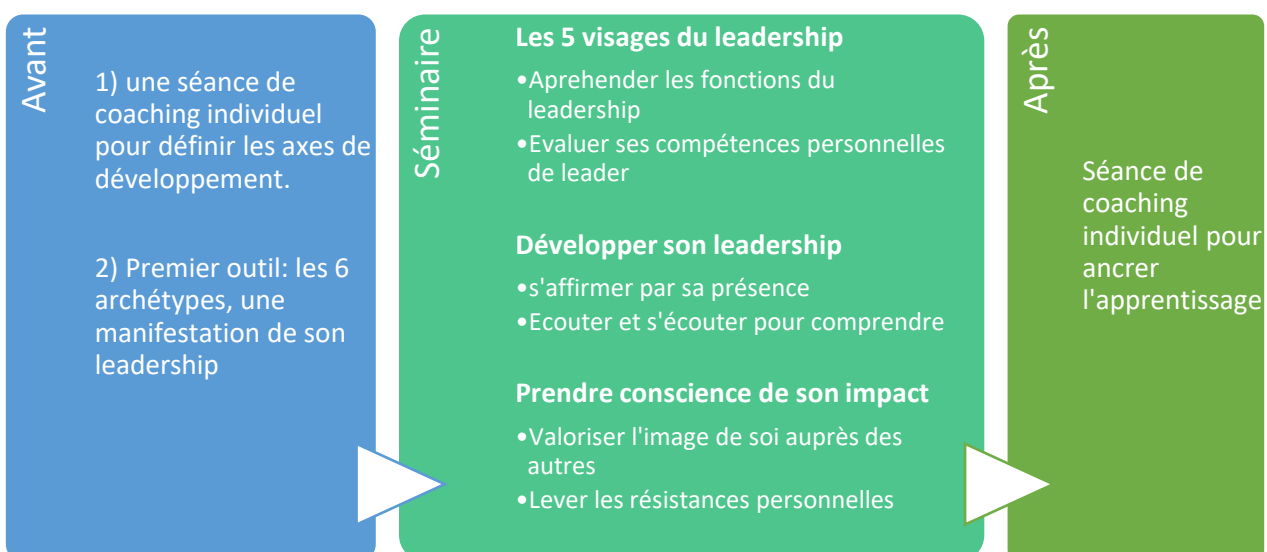 Avant
1) une séance de
coaching individuel
pour définir les axes de
développement.
2) Premier outil: les 6
archétypes, une
manifestation de son
leadership
Séminaire
Les 5 visages du leadership
•Aprehender les fonctions du
leadership
•Evaluer ses compétences personnelles
de leader
Développer son leadership
•s'affirmer par sa présence
•Ecouter et s'écouter pour comprendre
Prendre conscience de son impact
•Valoriser l'image de soi auprès des
autres
•Lever les résistances personnelles
Après
Séance de
coaching
individuel pour
ancrer
l'apprentissage